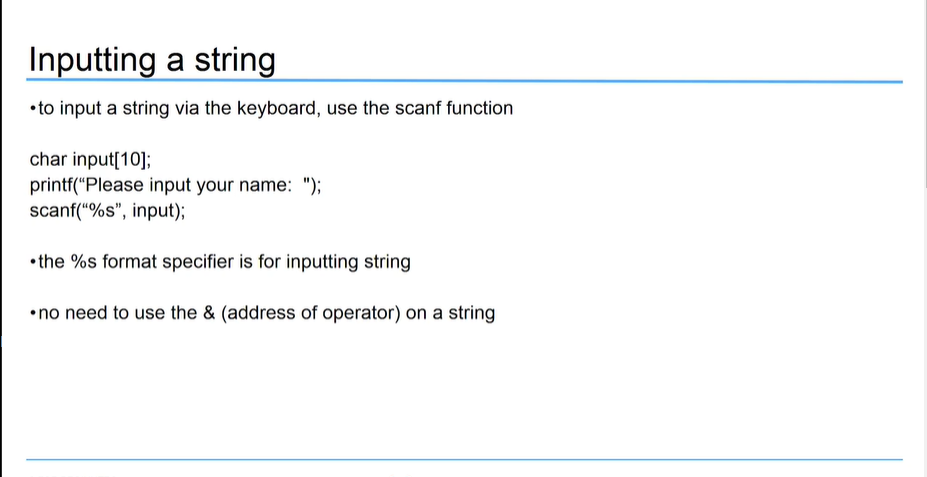 Inputting a string
•to input a string via the keyboard, use the scanf function
char input[10];
printf(“Please input your name:  ");
scanf(“%s”, input);
•the %s format specifier is for inputting string
•no need to use the & (address of operator) on a string